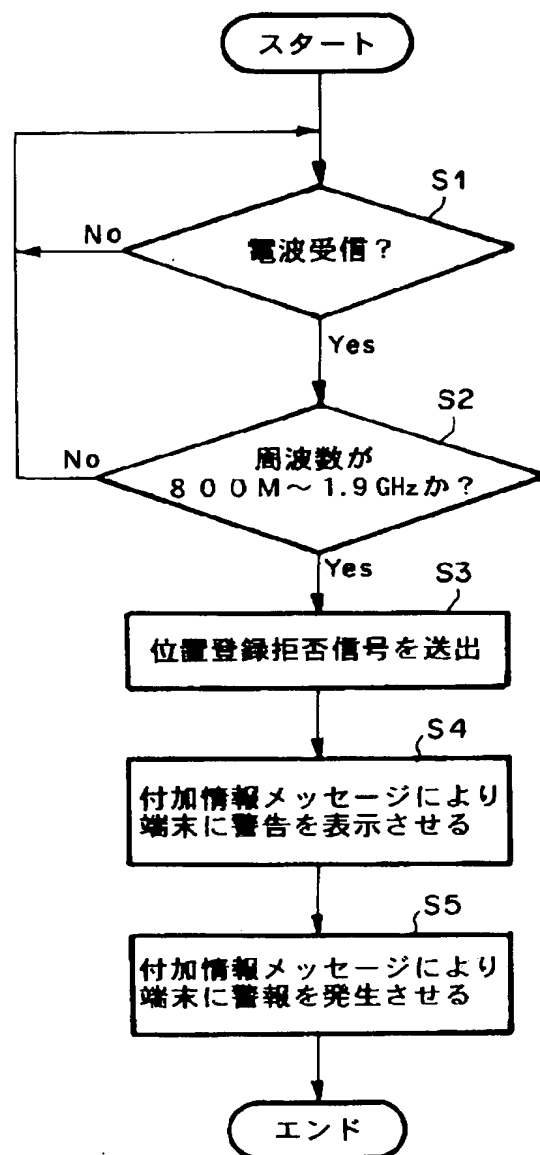 スタート
S1
No
電波受信？
Yes
S2
No
周波数が
800M～1.9GHzか？
Yes
S3
位置登録拒否信号を送出
S4
付加情報メッセージにより
端末に警告を表示させる
S5
付加情報メッセージにより
端末に警報を発生させる
エンド